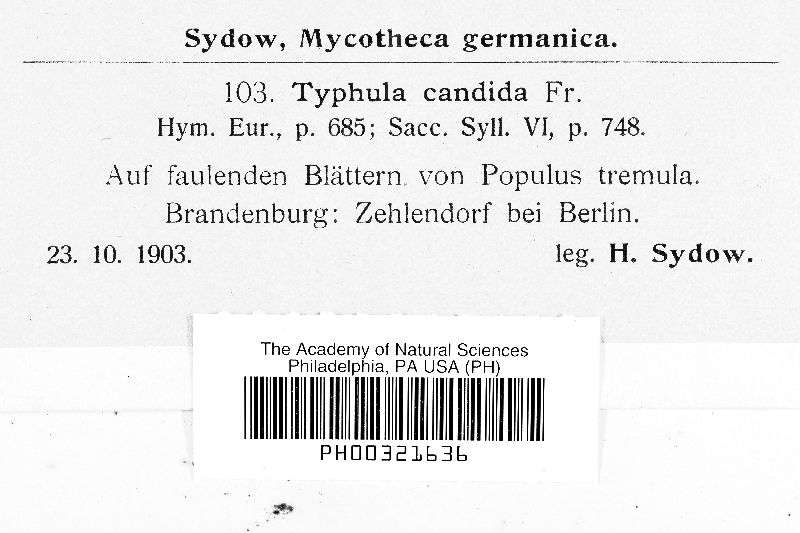 Sydow, Mycotheca germanica.
103. Typhula candida Fr.
Hym. Eur., p. 685; Sacc. Syll. VI, p. 748.
Auf faulenden Blättern von Populus tremula.
Brandenburg: Zehlendorf bei Berlin.
23. 10. 1903. leg. H. Sydow.
The Academy of Natural Sciences
Philadelphia, PA USA (PH)
PH00321636